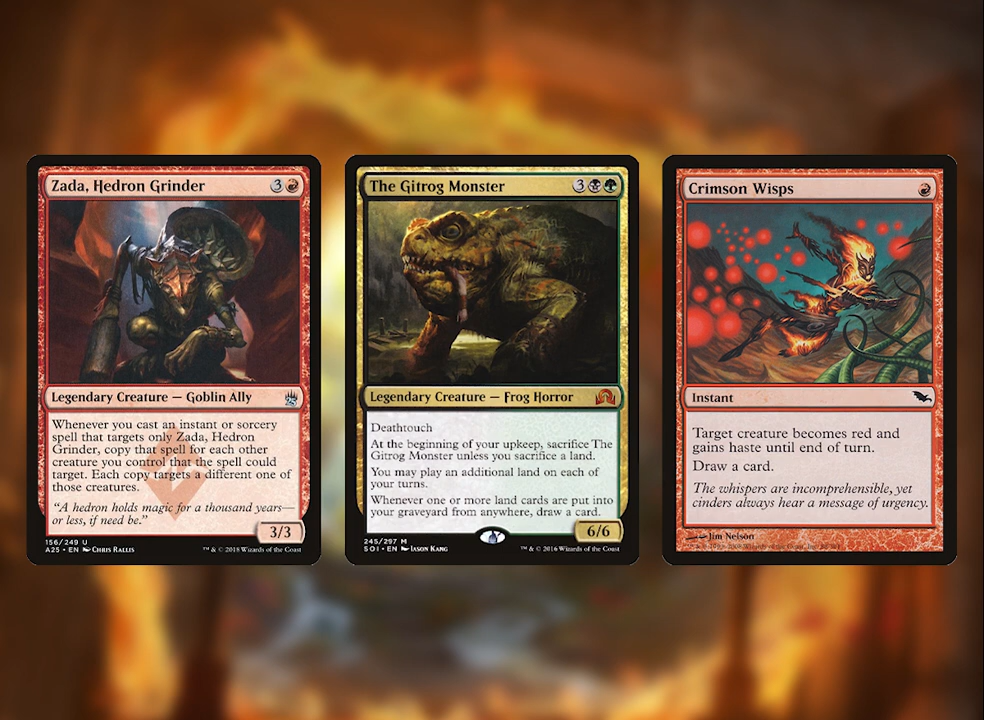 Zada, Hedron Grinder 3
Legendary Creature — Goblin Ally
Whenever you cast an instant or sorcery
spell that targets only Zada, Hedron
Grinder, copy that spell for each other
creature you control that the spell could
target. Each copy targets a different one of
those creatures.
"A hedron holds magic for a thousand years—
or less, if need be."
3/3
156/249 U
A25 • EN Chris Rallis
™ & © 2018 Wizards of the Coast
The Gitrog Monster 3
Legendary Creature — Frog Horror
Deathtouch
At the beginning of your upkeep, sacrifice The
Gitrog Monster unless you sacrifice a land.
You may play an additional land on each of
your turns.
Whenever one or more land cards are put into
your graveyard from anywhere, draw a card.
6/6
245/297 M
SOI • EN Jason Kang
™ & © 2016 Wizards of the Coast
Crimson Wisps
Instant
Target creature becomes red and
gains haste until end of turn.
Draw a card.
The whispers are incomprehensible, yet
cinders always hear a message of urgency.
Jim Nelson